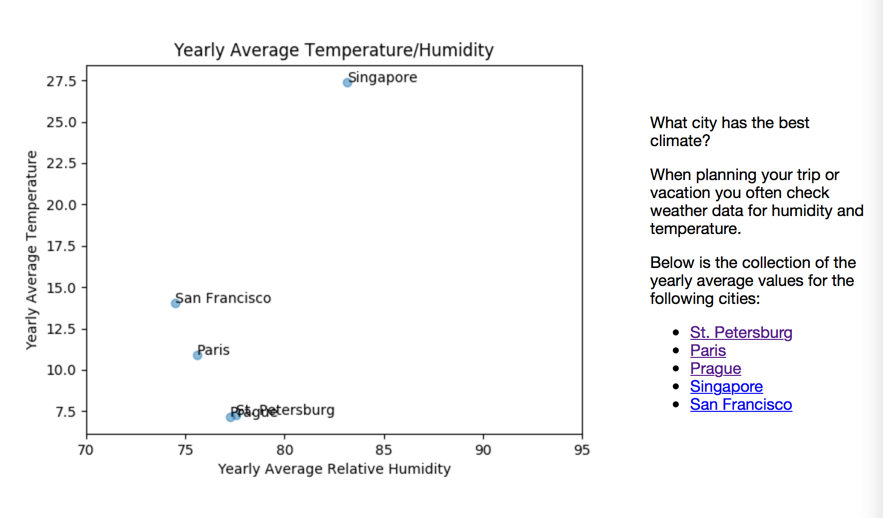 Yearly Average Temperature/Humidity
27.5
25.0
22.5
20.0
17.5
15.0
12.5
10.0
7.5
Yearly Average Temperature
Singapore
San Francisco
Paris
Prague
St. Petersburg
70 75 80 85 90 95
Yearly Average Relative Humidity
What city has the best
climate?
When planning your trip or
vacation you often check
weather data for humidity and
temperature.
Below is the collection of the
yearly average values for the
following cities:
St. Petersburg
Paris
Prague
Singapore
San Francisco